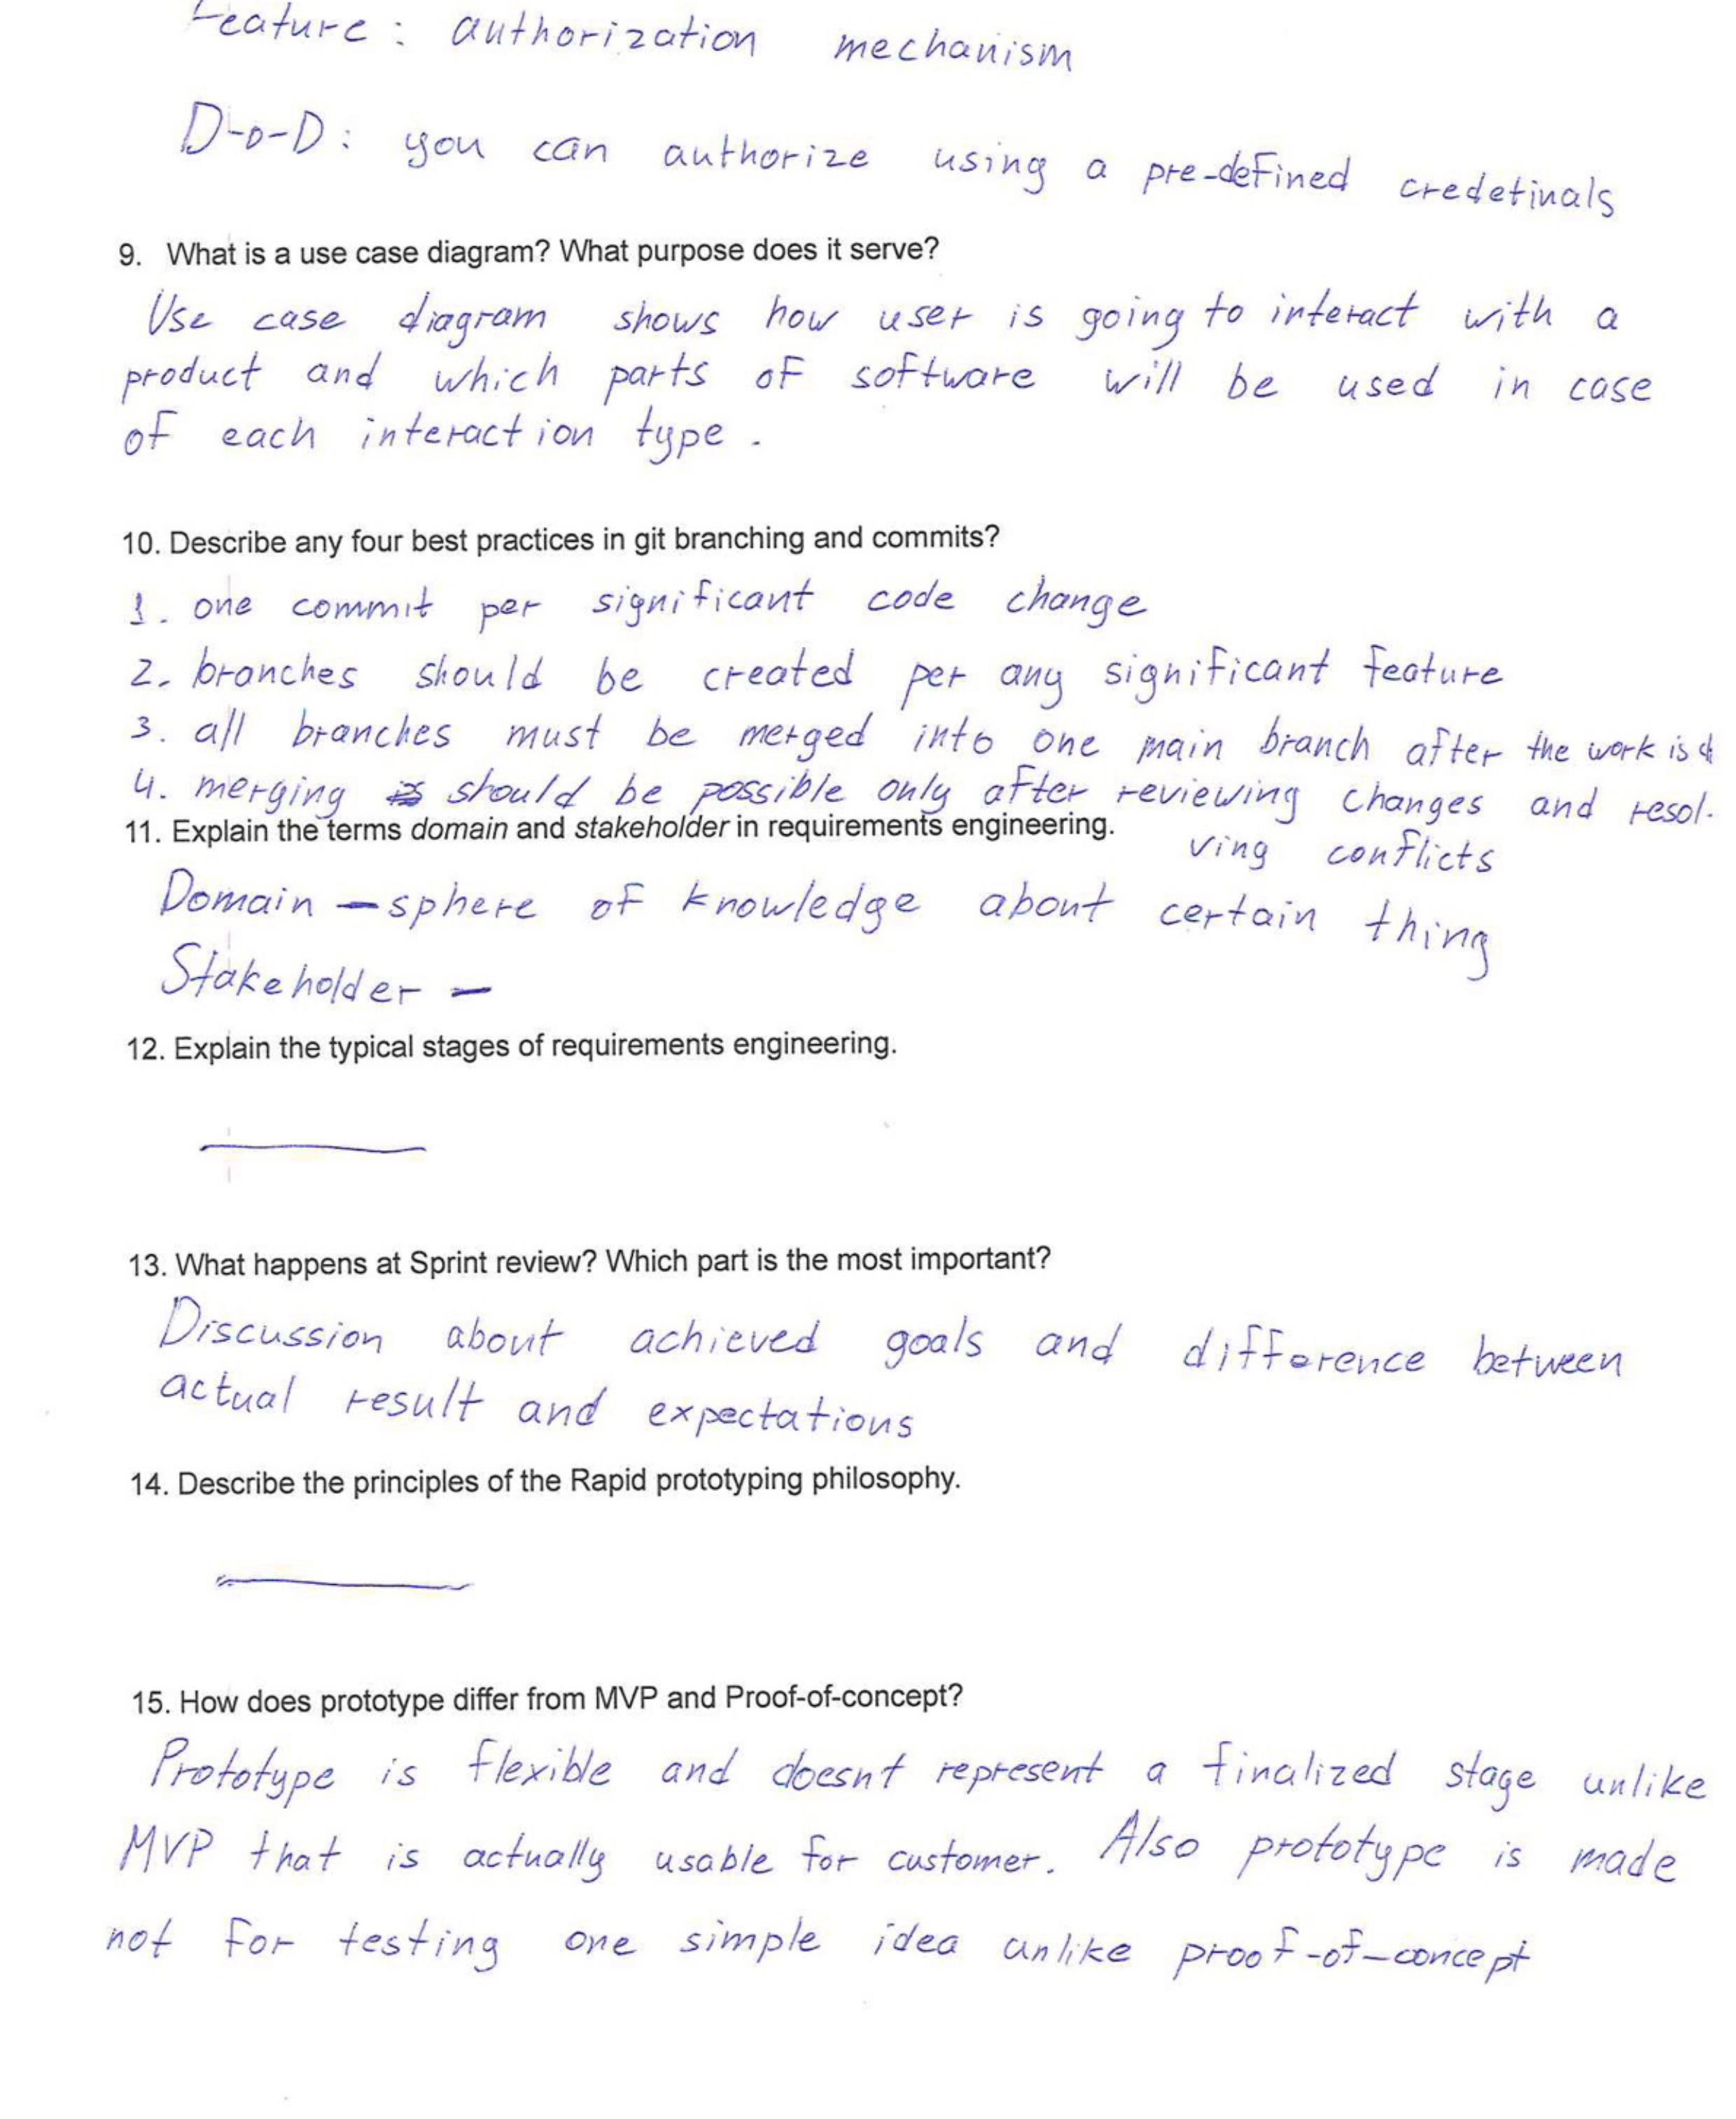 Feature: authorization mechanism
D-o-D: you can authorize using a pre-defined credetinals
9. What is a use case diagram? What purpose does it serve?
Use case diagram shows how user is going to interact with a
product and which parts of software will be used in case
of each interaction type.
10. Describe any four best practices in git branching and commits?
1. one commit per significant code change
2. branches should be created per any significant feature
3. all branches must be merged into one main branch after the work is d
4. merging should be possible only after reviewing changes and resol-
11. Explain the terms domain and stakeholder in requirements engineering.
ving conflicts
Domain – sphere of knowledge about certain thing
Stakeholder –
12. Explain the typical stages of requirements engineering.
13. What happens at Sprint review? Which part is the most important?
Discussion about achieved goals and difference between
actual result and expectations
14. Describe the principles of the Rapid prototyping philosophy.
15. How does prototype differ from MVP and Proof-of-concept?
Prototype is flexible and doesnt represent a finalized stage unlike
MVP that is actually usable for customer. Also prototype is made
not for testing one simple idea unlike proof-of-concept